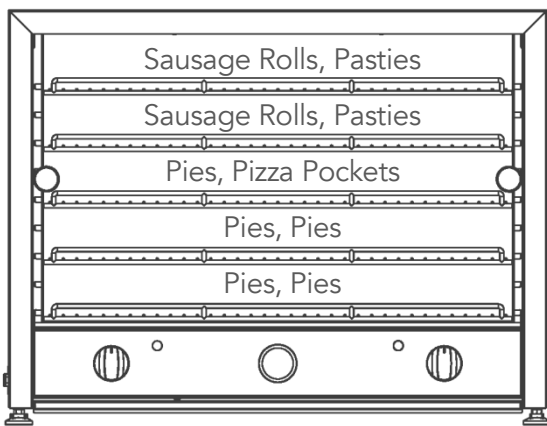 Sausage Rolls, Pasties
Sausage Rolls, Pasties
Pies, Pizza Pockets
Pies, Pies
Pies, Pies